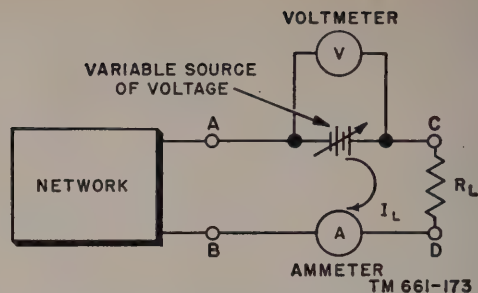 VOLTMETER
V
VARIABLE SOURCE
OF VOLTAGE
A
C
NETWORK
R_L
I_L
B
A
D
AMMETER
TM 661-173